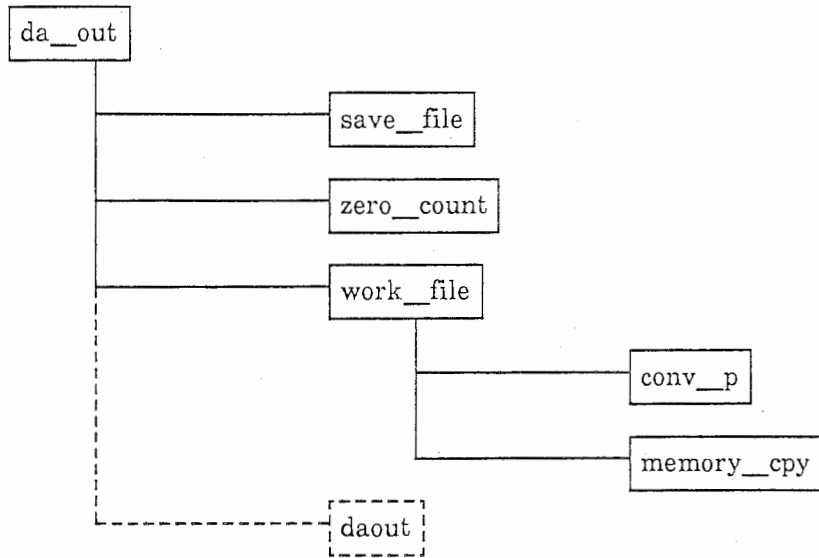 da__out
save__file
zero__count
work__file
conv__p
memory__cpy
daout